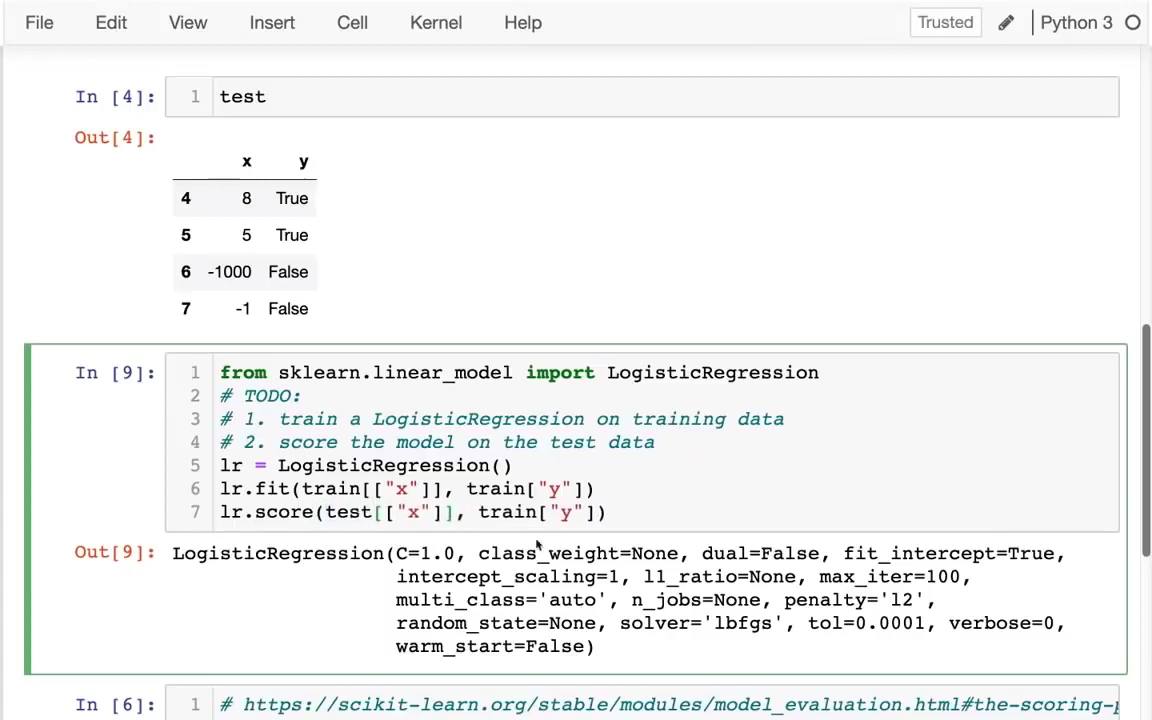 File Edit View Insert Cell Kernel Help Trusted Python 3
In [4]: 1 test
Out[4]:
x y
4 8 True
5 5 True
6 -1000 False
7 -1 False
In [9]: 1 from sklearn.linear_model import LogisticRegression
2 # TODO:
3 # 1. train a LogisticRegression on training data
4 # 2. score the model on the test data
5 lr = LogisticRegression()
6 lr.fit(train[["x"]], train["y"])
7 lr.score(test[["x"]], train["y"])
Out[9]: LogisticRegression(C=1.0, class_weight=None, dual=False, fit_intercept=True,
intercept_scaling=1, l1_ratio=None, max_iter=100,
multi_class='auto', n_jobs=None, penalty='l2',
random_state=None, solver='lbfgs', tol=0.0001, verbose=0,
warm_start=False)
In [6]: 1 # https://scikit-learn.org/stable/modules/model_evaluation.html#the-scoring-p